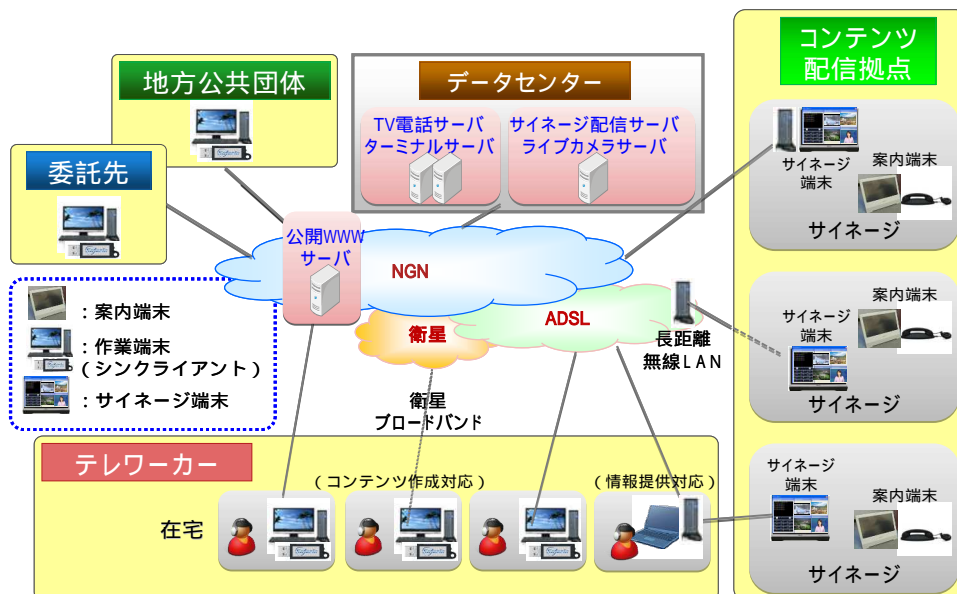 地方公共団体
委託先
データセンター
TV電話サーバ
ターミナルサーバ
サイネージ配信サーバ
ライブカメラサーバ
公開WWW
サーバ
NGN
衛星
ADSL
長距離
無線LAN
衛星
ブロードバンド
：案内端末
：作業端末
（シンクライアント）
：サイネージ端末
テレワーカー
在宅
（コンテンツ作成対応）
（情報提供対応）
コンテンツ
配信拠点
サイネージ
端末
案内端末
サイネージ
サイネージ
端末
案内端末
サイネージ
サイネージ
端末
案内端末
サイネージ